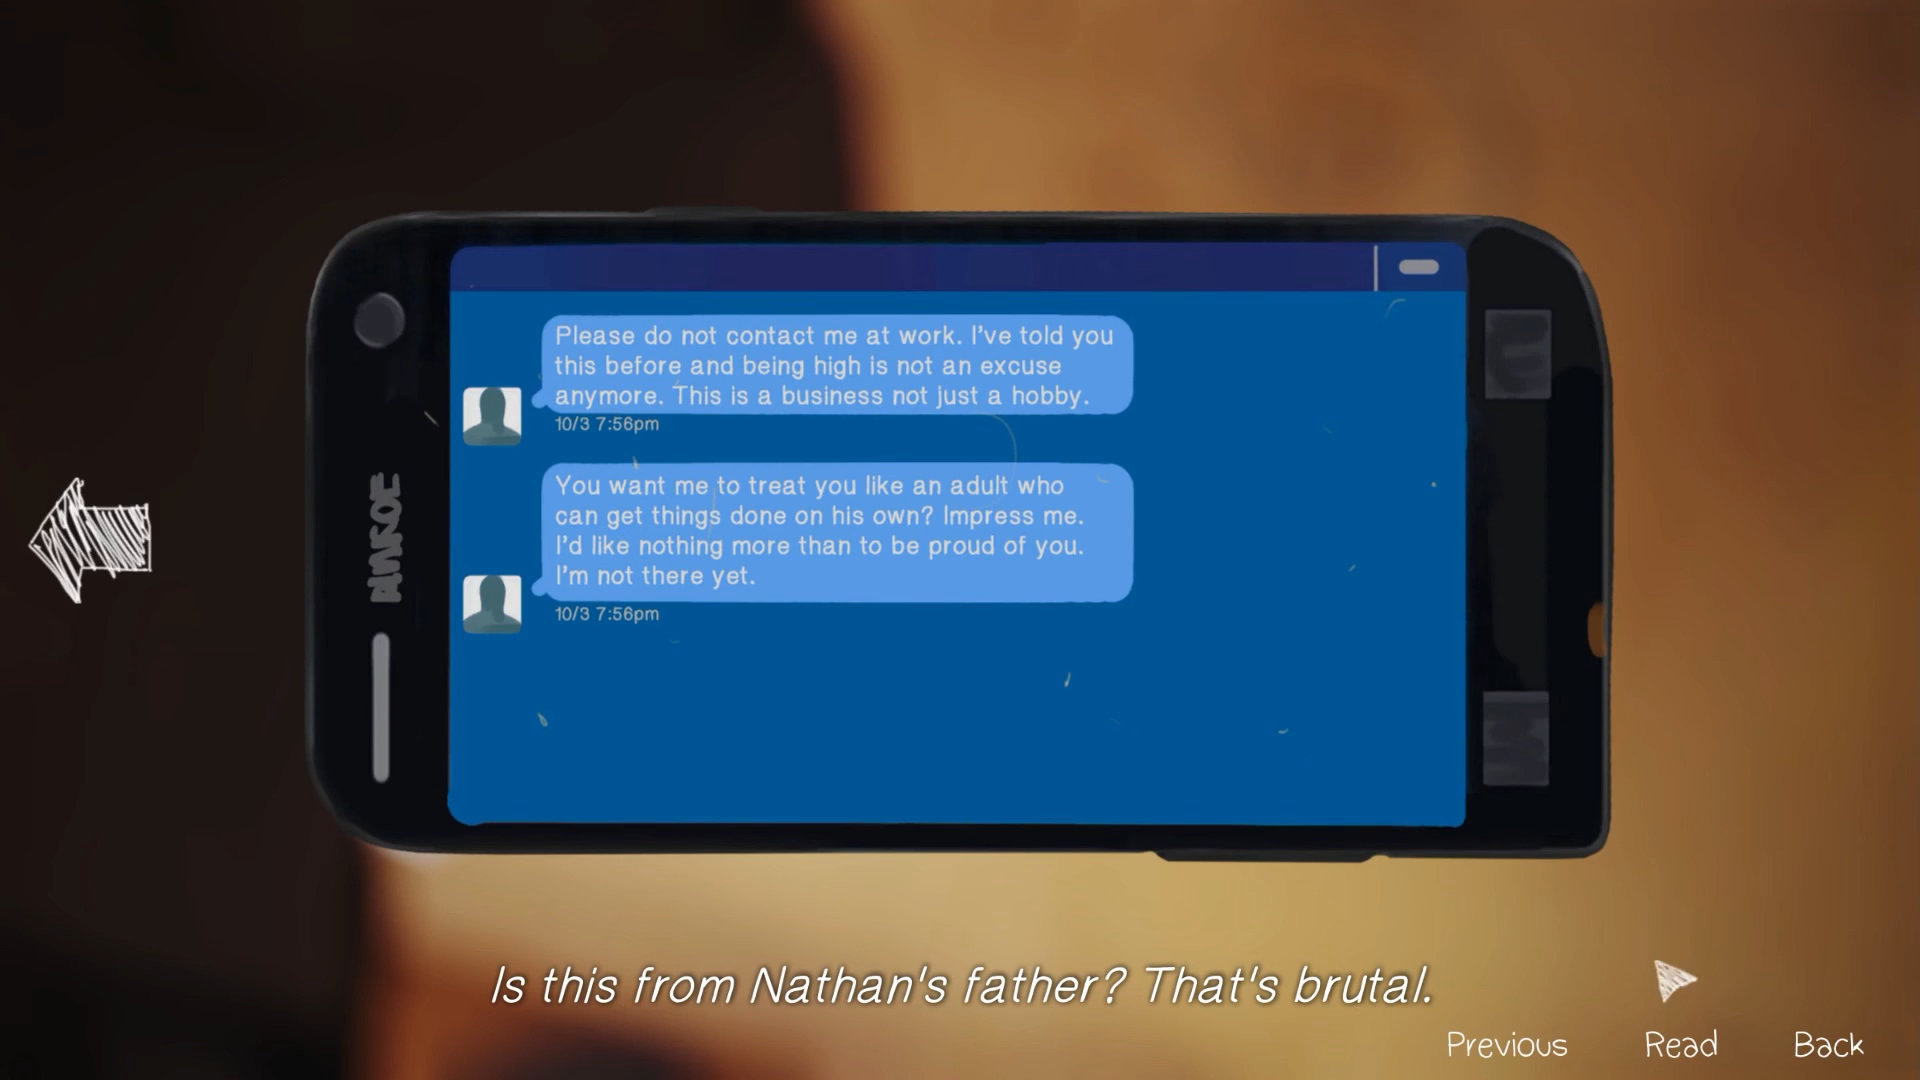 Please do not contact me at work. I've told you
this before and being high is not an excuse
anymore. This is a business not just a hobby.
10/3 7:56pm
You want me to treat you like an adult who
can get things done on his own? Impress me.
I'd like nothing more than to be proud of you.
I'm not there yet.
10/3 7:56pm
Is this from Nathan's father? That's brutal.
Previous
Read
Back